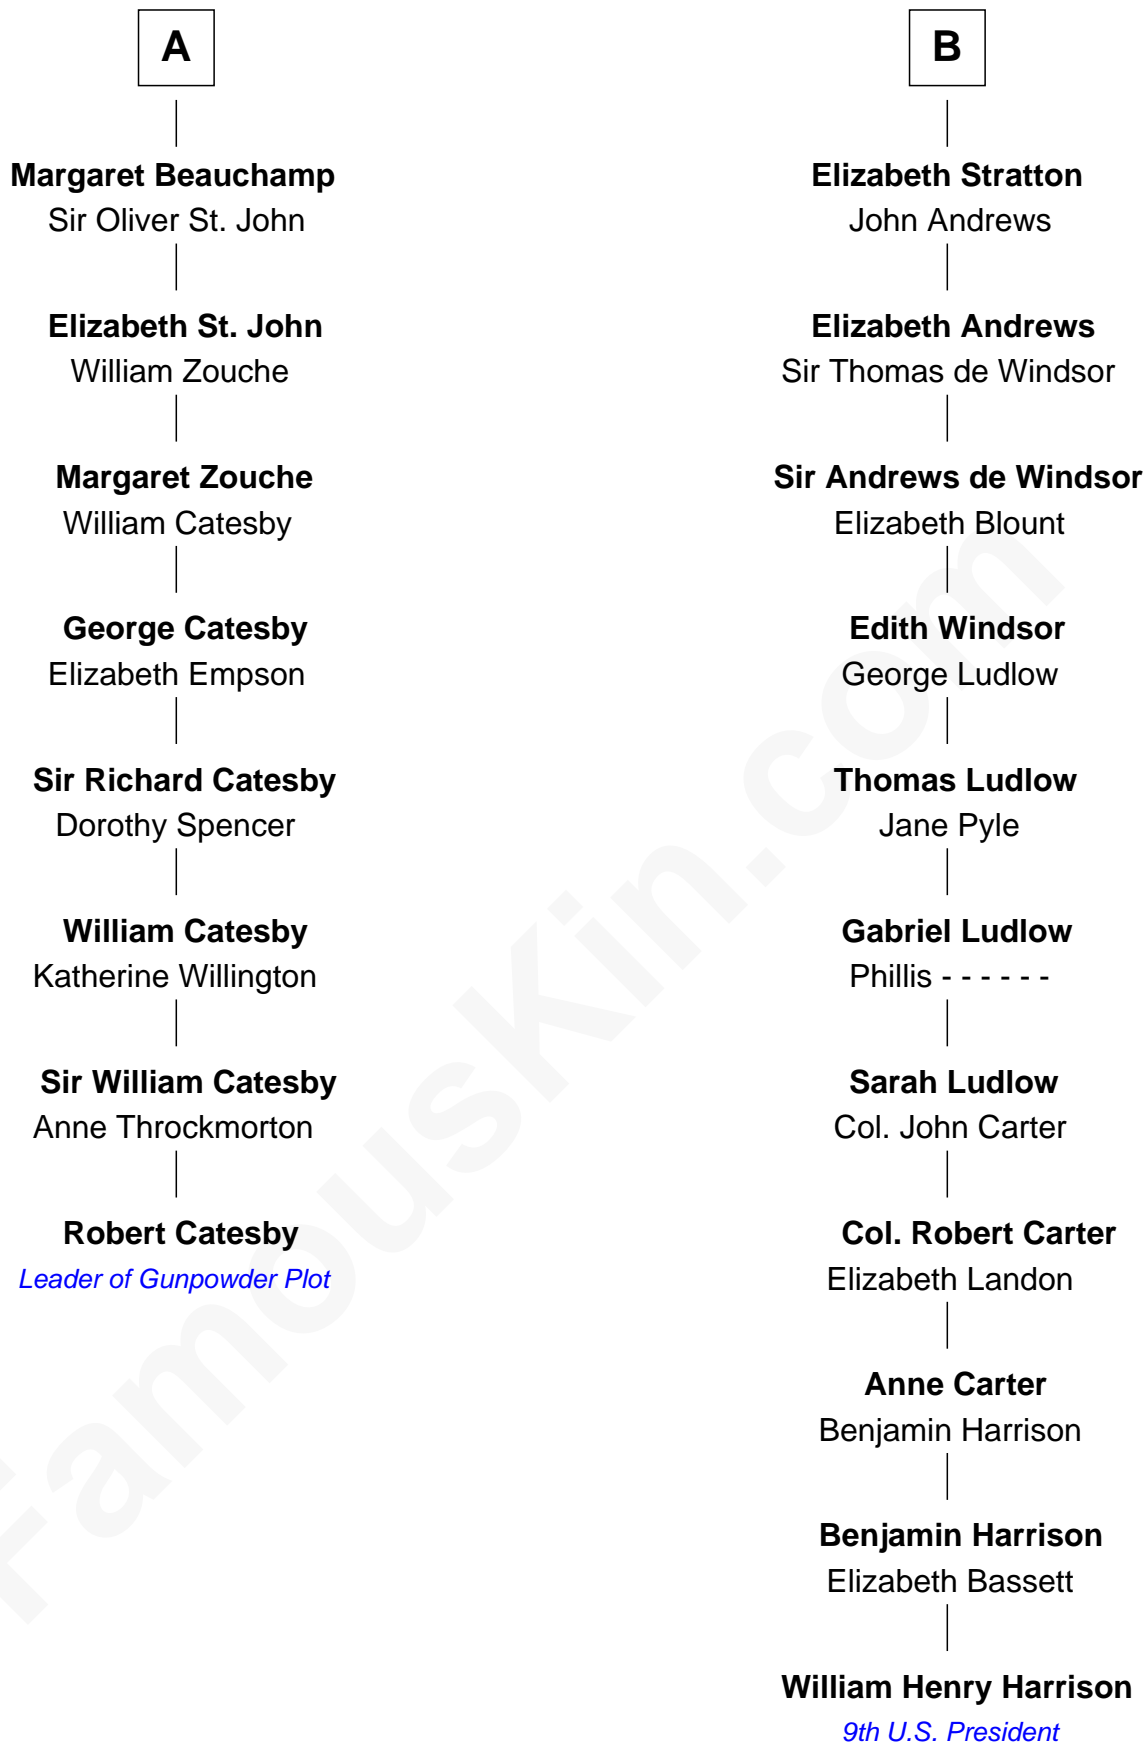 A
Margaret Beauchamp
Sir Oliver St. John
Elizabeth St. John
William Zouche
Margaret Zouche
William Catesby
George Catesby
Elizabeth Empson
Sir Richard Catesby
Dorothy Spencer
William Catesby
Katherine Willington
Sir William Catesby
Anne Throckmorton
Robert Catesby
Leader of Gunpowder Plot
B
Elizabeth Stratton
John Andrews
Elizabeth Andrews
Sir Thomas de Windsor
Sir Andrews de Windsor
Elizabeth Blount
Edith Windsor
George Ludlow
Thomas Ludlow
Jane Pyle
Gabriel Ludlow
Phillis - - - - - -
Sarah Ludlow
Col. John Carter
Col. Robert Carter
Elizabeth Landon
Anne Carter
Benjamin Harrison
Benjamin Harrison
Elizabeth Bassett
William Henry Harrison
9th U.S. President
FamousKin.com